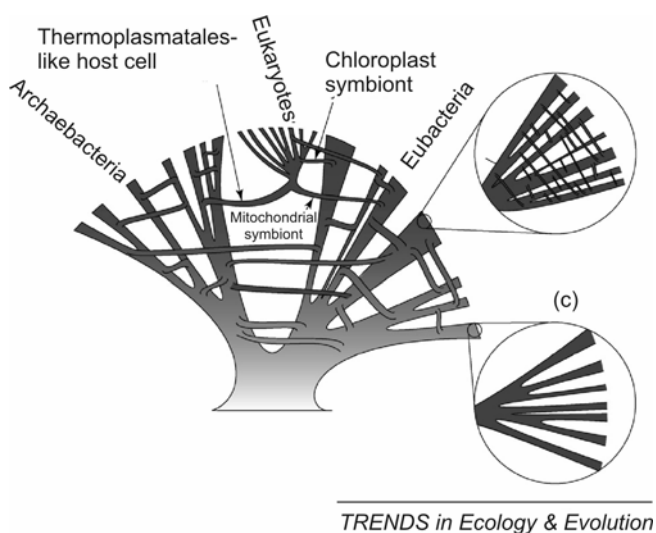 Thermoplasmatales-
like host cell
Eukaryotes
Chloroplast
symbiont
Archaebacteria
Eubacteria
Mitochondrial
symbiont
(c)
TRENDS in Ecology & Evolution